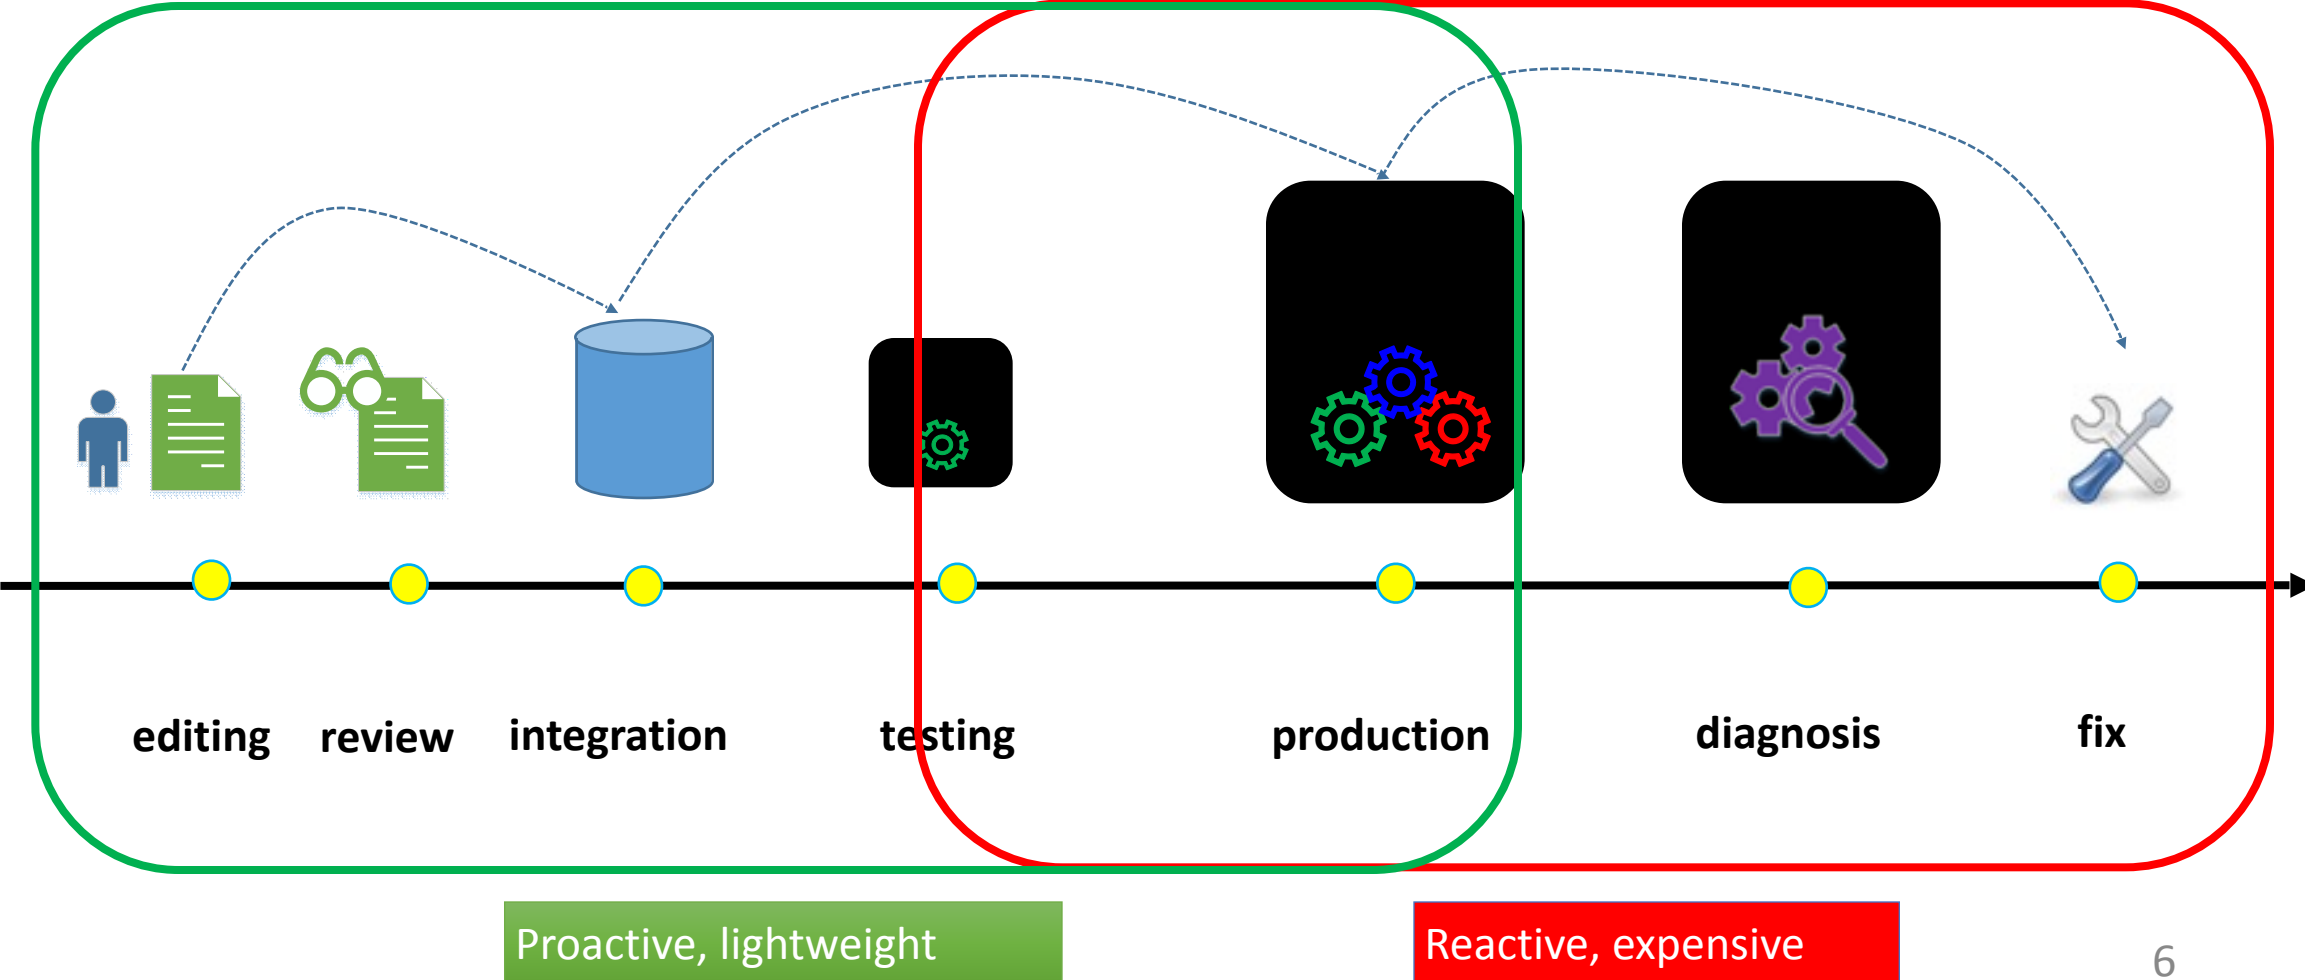 editing review integration testing production diagnosis fix
Proactive, lightweight
Reactive, expensive
6